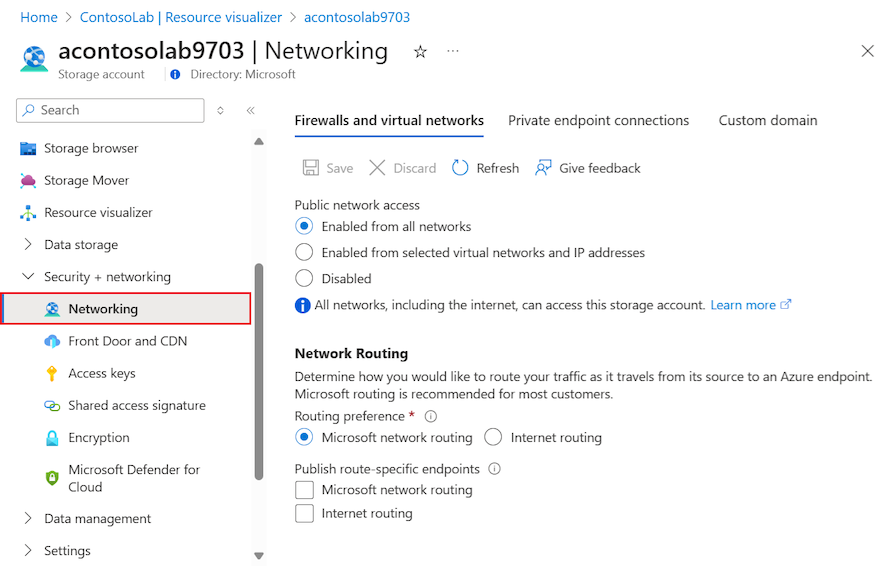 Home > ContosoLab | Resource visualizer > acontosolab9703
acontosolab9703 | Networking
Storage account
Directory: Microsoft
Search
Storage browser
Storage Mover
Resource visualizer
Data storage
Security + networking
Networking
Front Door and CDN
Access keys
Shared access signature
Encryption
Microsoft Defender for
Cloud
Data management
Settings
Firewalls and virtual networks Private endpoint connections Custom domain
Save Discard Refresh Give feedback
Public network access
Enabled from all networks
Enabled from selected virtual networks and IP addresses
Disabled
All networks, including the internet, can access this storage account. Learn more
Network Routing
Determine how you would like to route your traffic as it travels from its source to an Azure endpoint.
Microsoft routing is recommended for most customers.
Routing preference *
Microsoft network routing Internet routing
Publish route-specific endpoints
Microsoft network routing
Internet routing